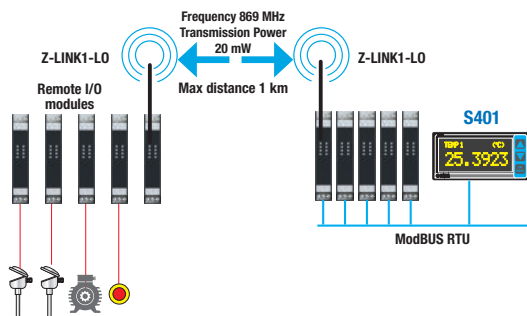 Frequency 869 MHz
Transmission Power
20 mW
Z-LINK1-LO
Z-LINK1-LO
Max distance 1 km
Remote I/O
modules
S401
TEMP 1 (°C)
25.3923
ModBUS RTU